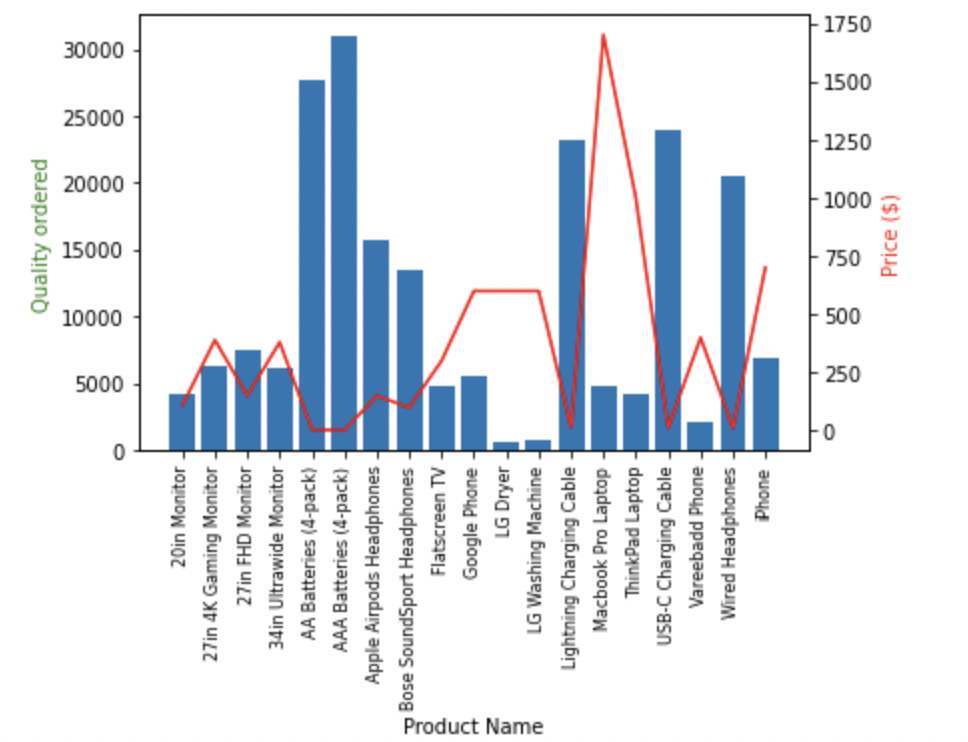 30000
25000
20000
15000
10000
5000
0
Quality ordered
1750
1500
1250
1000
750
500
250
0
Price ($)
20in Monitor
27in 4K Gaming Monitor
27in FHD Monitor
34in Ultrawide Monitor
AA Batteries (4-pack)
AAA Batteries (4-pack)
Apple Airpods Headphones
Bose SoundSport Headphones
Flatscreen TV
Google Phone
LG Dryer
LG Washing Machine
Lightning Charging Cable
Macbook Pro Laptop
ThinkPad Laptop
USB-C Charging Cable
Vareebadd Phone
Wired Headphones
iPhone
Product Name